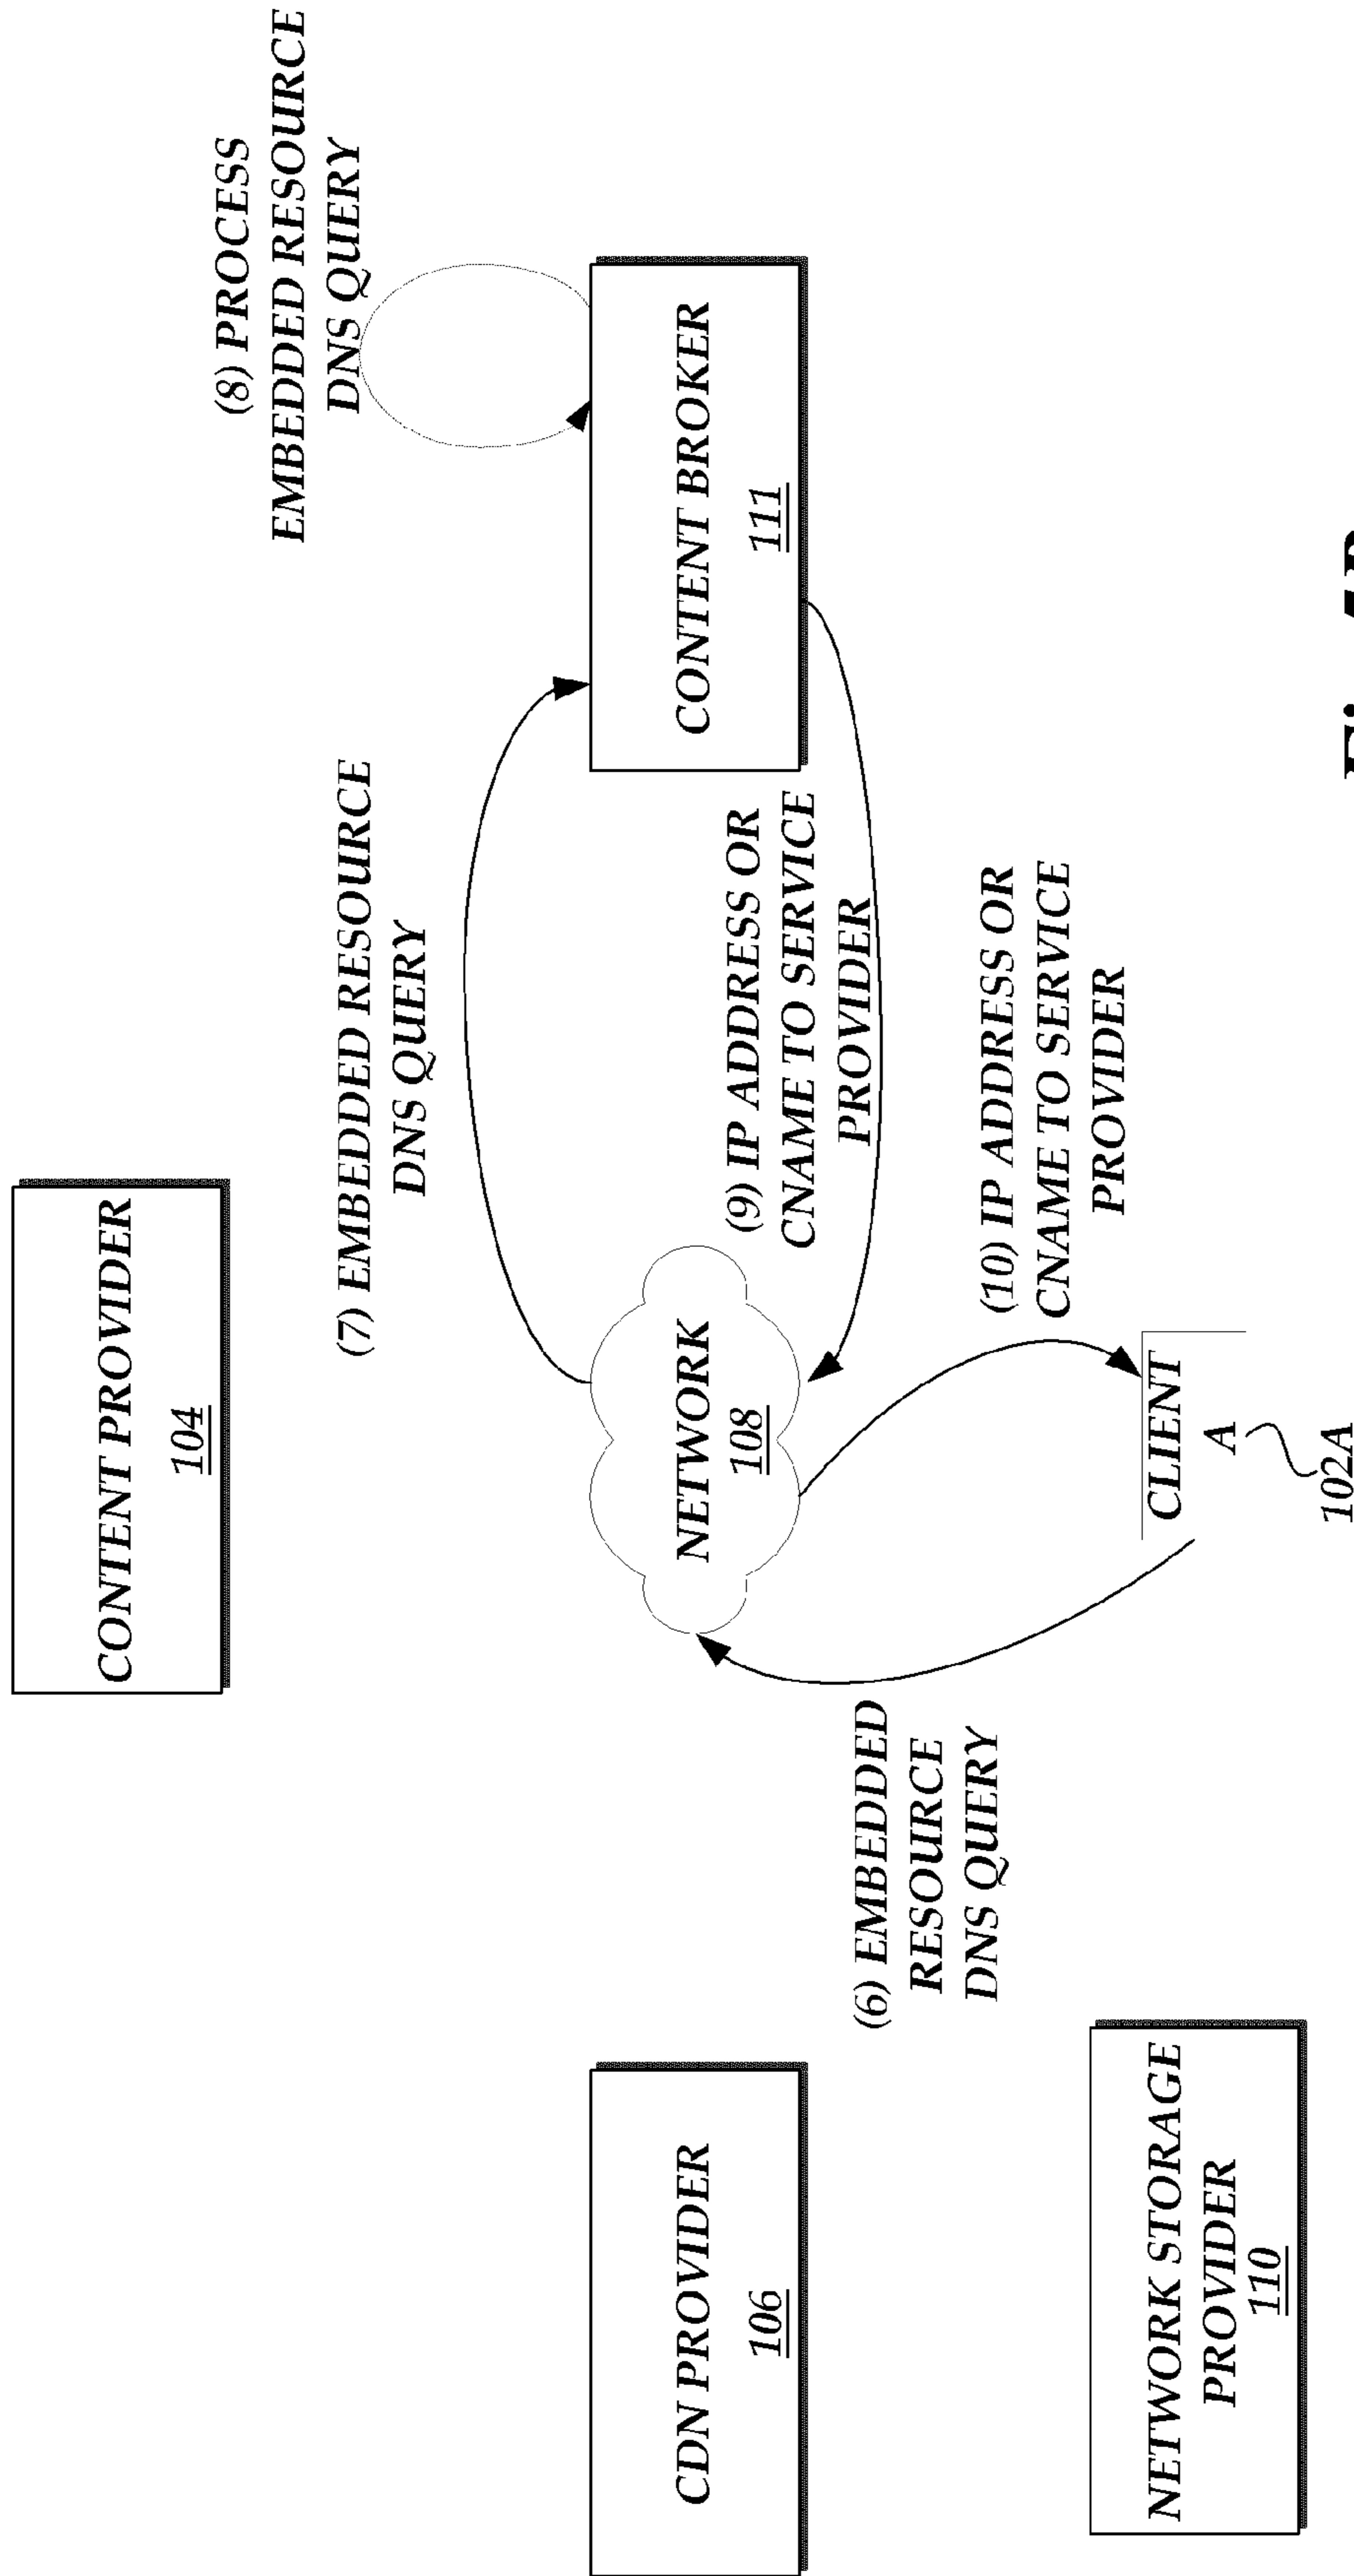 CONTENT PROVIDER
104
(8) PROCESS
EMBEDDED RESOURCE
DNS QUERY
(7) EMBEDDED RESOURCE
DNS QUERY
CDN PROVIDER
106
NETWORK
108
CONTENT BROKER
111
(9) IP ADDRESS OR
CNAME TO SERVICE
PROVIDER
(6) EMBEDDED
RESOURCE
DNS QUERY
(10) IP ADDRESS OR
CNAME TO SERVICE
PROVIDER
NETWORK STORAGE
PROVIDER
110
CLIENT
A
102A